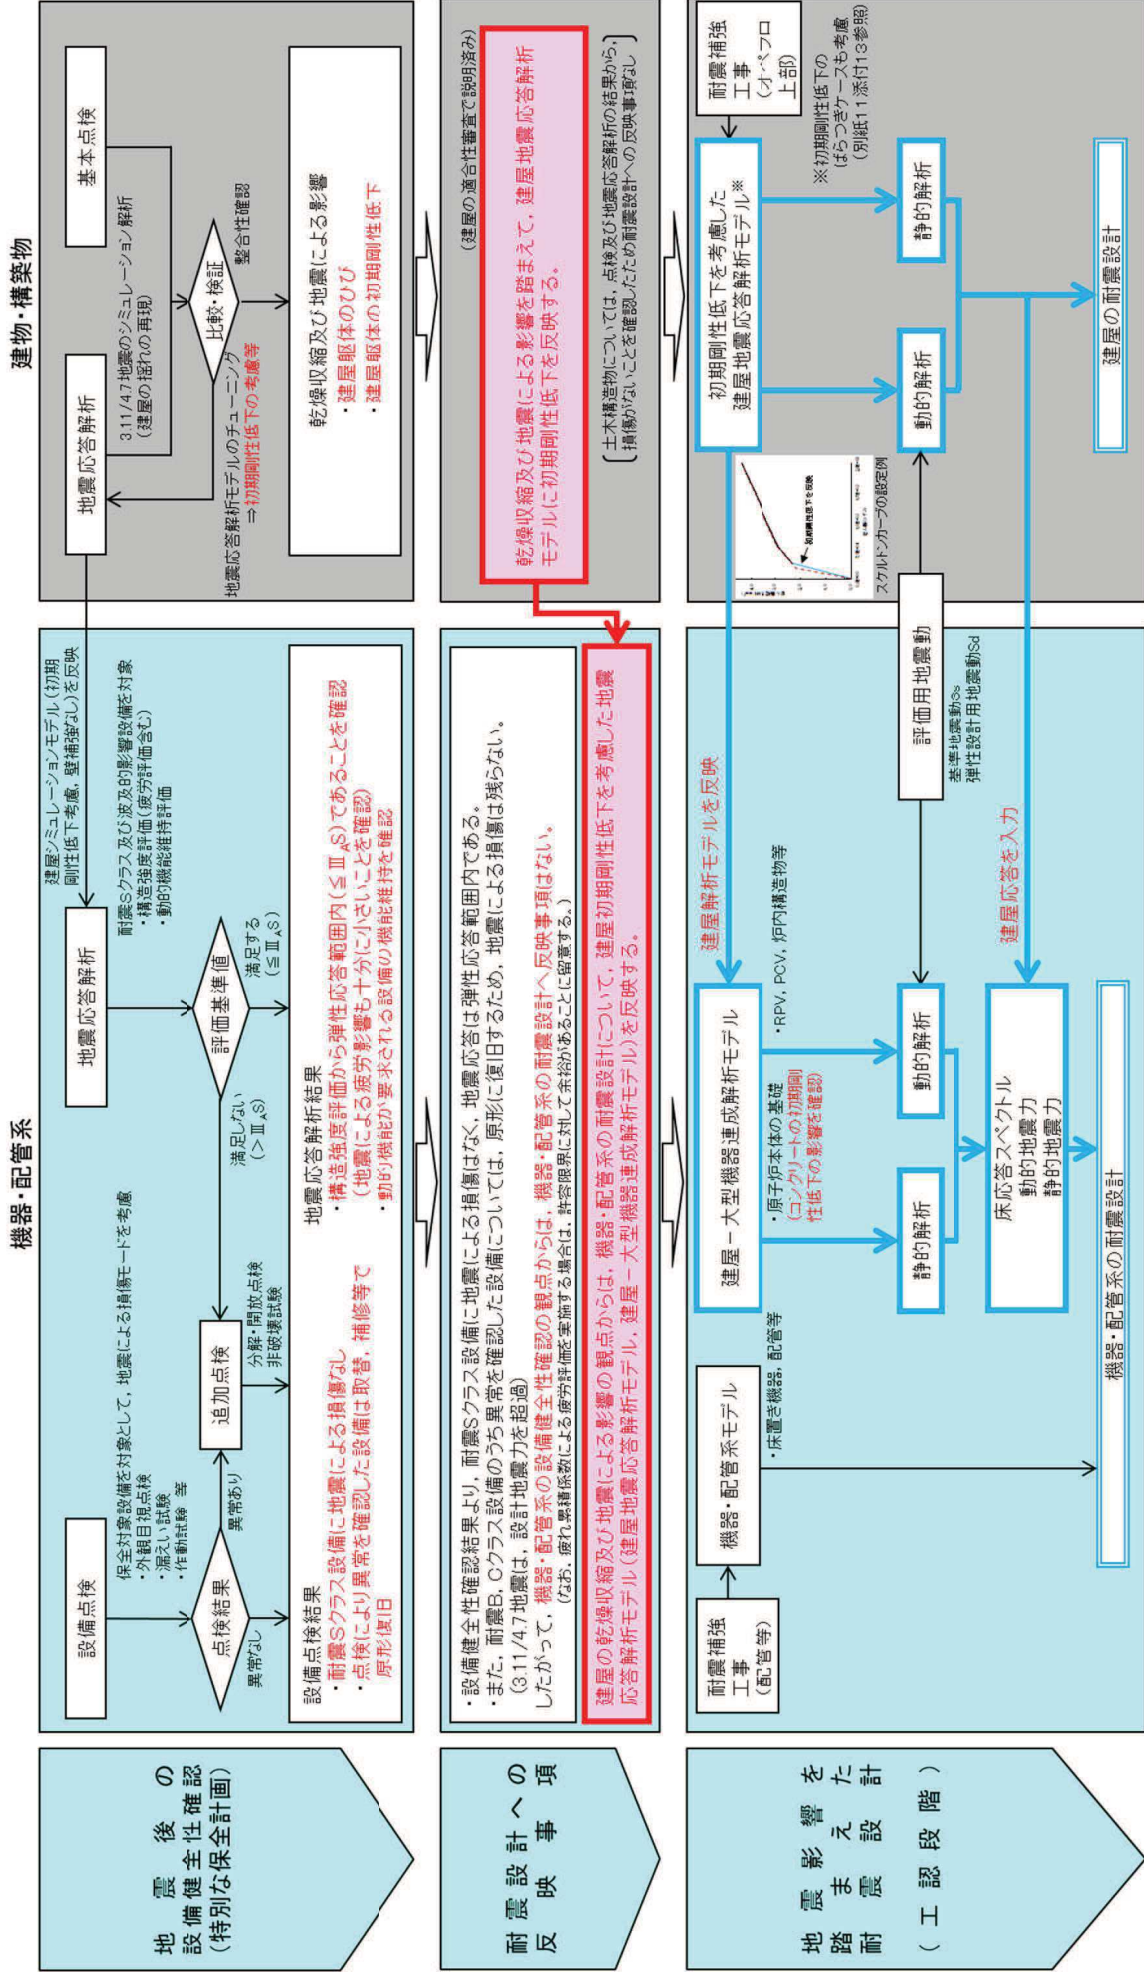 機器・配管系
建物・構築物
地震後の
設備健全性確認
(特別な保全計画)
設備点検
保全対象設備を対象として，地震による損傷モードを考慮
・外観目視点検
・漏えい試験
・作動試験 等
点検結果
異常なし
異常あり
追加点検
分解・開放点検
非破壊試験
地震応答解析
建屋シミュレーションモデル(初期
剛性低下考慮，壁補強なし)を反映
耐震Sクラス及び波及的影響設備を対象
・構造強度評価(疲労評価含む)
・動的機能維持評価
評価基準値
満足しない
(＞ⅢAS)
満足する
(≦ⅢAS)
設備点検結果
・耐震Sクラス設備に地震による損傷なし
・点検により異常を確認した設備は取替，補修等で
原形復旧
地震応答解析結果
・構造強度評価から弾性応答範囲内(≦ⅢAS)であることを確認
(地震による疲労影響も十分に小さいことを確認)
・動的機能が要求される設備の機能維持を確認
地震応答解析
基本点検
3.11/4.7地震のシミュレーション解析
(建屋の揺れの再現)
比較・検証
整合性確認
地震応答解析モデルのチューニング
⇒初期剛性低下の考慮等
乾燥収縮及び地震による影響
・建屋躯体のひび
・建屋躯体の初期剛性低下
耐震設計への
反映事項
・設備健全性確認結果より，耐震Sクラス設備に地震による損傷はなく，地震応答は弾性応答範囲内である。
・また，耐震B，Cクラス設備のうち異常を確認した設備については，原形に復旧するため，地震による損傷は残らない。
(3.11/4.7地震は，設計地震力を超過)
したがって，機器・配管系の設備健全性確認の観点からは，機器・配管系の耐震設計へ反映事項はない。
(なお，疲れ累積係数による疲労評価を実施する場合は，許容限界に対して余裕があることに留意する。)
建屋の乾燥収縮及び地震による影響の観点からは，機器・配管系の耐震設計について，建屋初期剛性低下を考慮した地震
応答解析モデル(建屋地震応答解析モデル，建屋－大型機器連成解析モデル)を反映する。
(建屋の適合性審査で説明済み)
乾燥収縮及び地震による影響を踏まえて，建屋地震応答解析
モデルに初期剛性低下を反映する。
土木構造物については，点検及び地震応答解析の結果から，
損傷がないことを確認したため耐震設計への反映事項なし
地震影響を
踏まえた
耐震設計
(工認段階)
耐震補強
工事
(配管等)
機器・配管系モデル
・床置き機器，配管等
建屋－大型機器連成解析モデル
・原子炉本体の基礎
(コンクリートの初期剛
性低下の影響を確認)
・RPV，PCV，炉内構造物等
静的解析
動的解析
床応答スペクトル
動的地震力
静的地震力
機器・配管系の耐震設計
建屋解析モデルを反映
評価用地震動
基準地震動Ss
弾性設計用地震動Sd
建屋応答を入力
初期剛性低下を反映
スケルトンカーブの設定例
初期剛性低下を考慮した
建屋地震応答解析モデル※
耐震補強
工事
(オペフロ
上部)
※初期剛性低下の
ばらつきケースも考慮
(別紙11添付13参照)
動的解析
静的解析
建屋の耐震設計